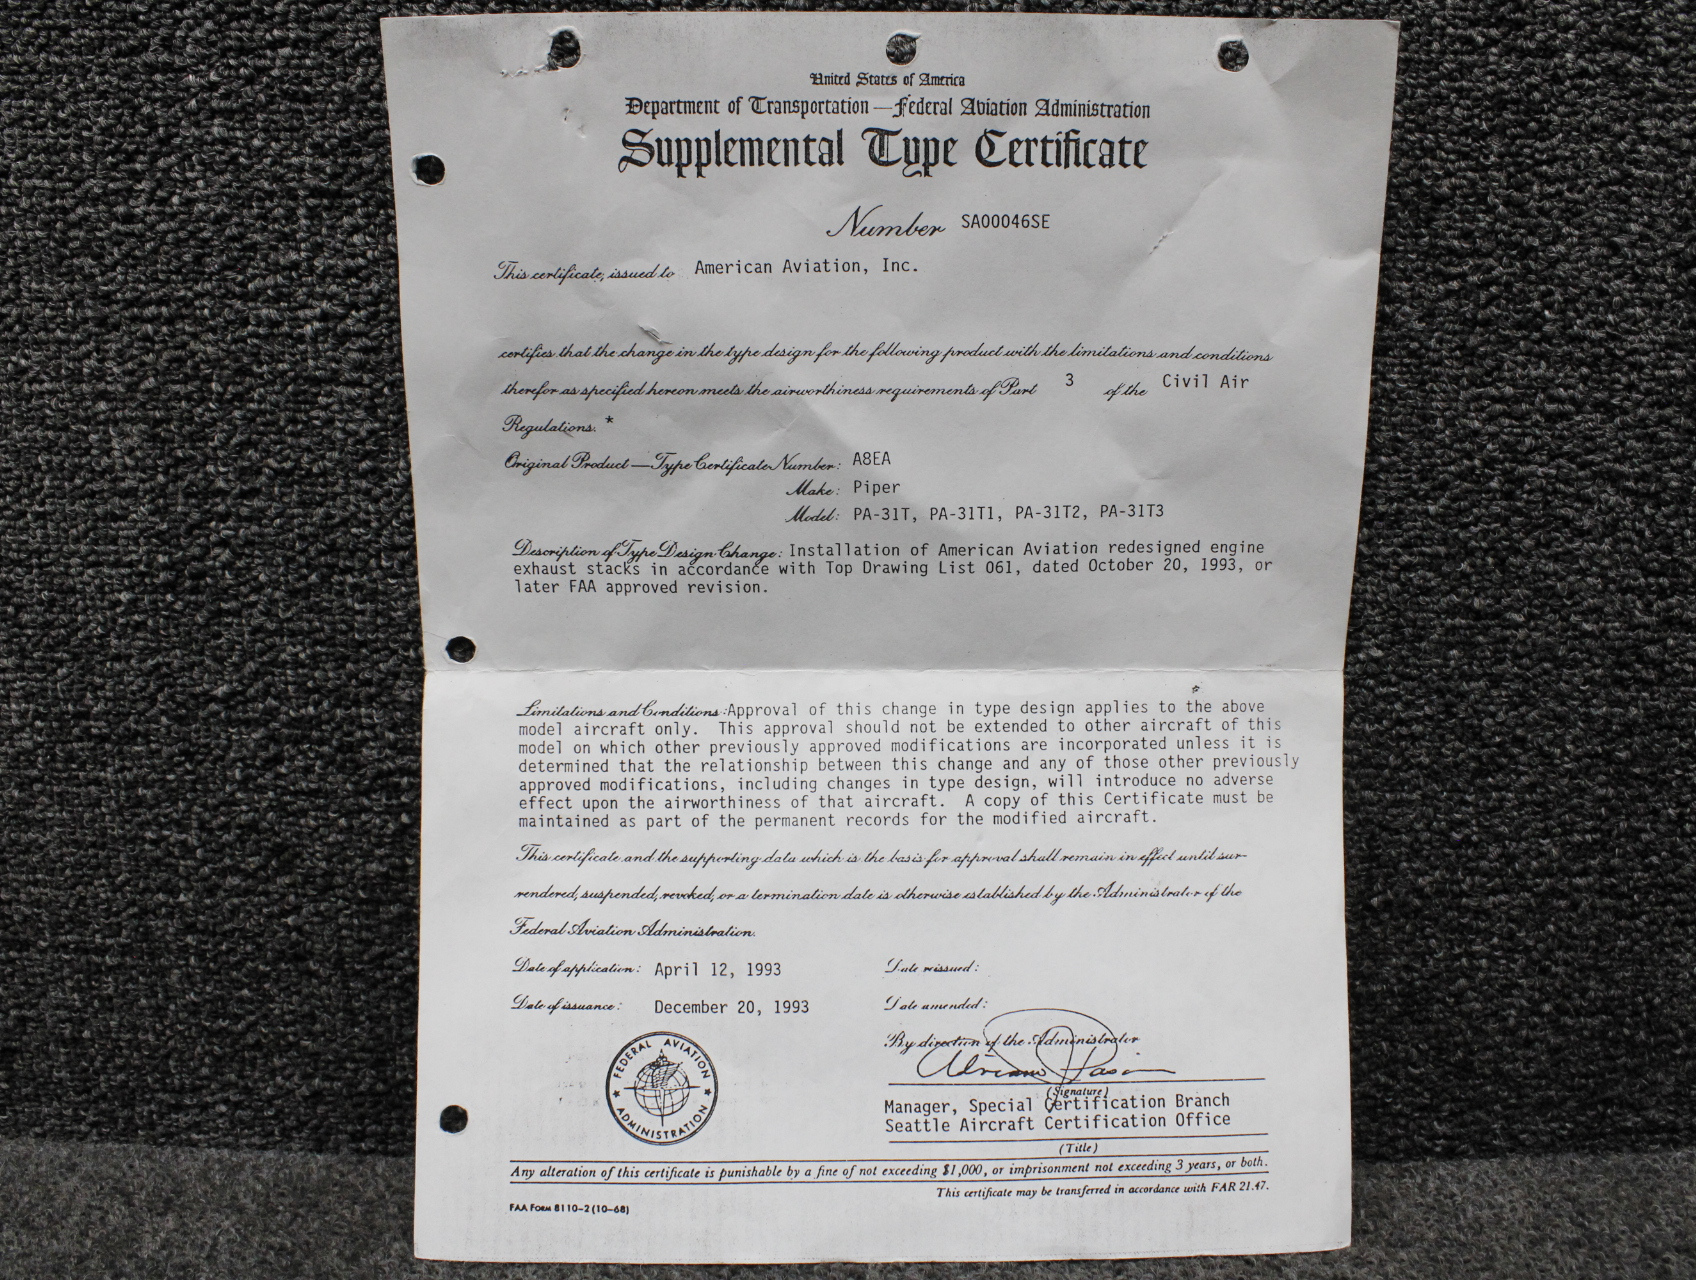 United States of America
Department of Transportation — Federal Aviation Administration
Supplemental Type Certificate
Number SA00046SE
This certificate, issued to American Aviation, Inc.
certifies that the change in the type design for the following product with the limitations and conditions
therefor as specified hereon meets the airworthiness requirements of Part 3 of the Civil Air
Regulations. *
Original Product — Type Certificate Number: A8EA
Make: Piper
Model: PA-31T, PA-31T1, PA-31T2, PA-31T3
Description of Type Design Change: Installation of American Aviation redesigned engine
exhaust stacks in accordance with Top Drawing List 061, dated October 20, 1993, or
later FAA approved revision.
Limitations and Conditions: Approval of this change in type design applies to the above
model aircraft only. This approval should not be extended to other aircraft of this
model on which other previously approved modifications are incorporated unless it is
determined that the relationship between this change and any of those other previously
approved modifications, including changes in type design, will introduce no adverse
effect upon the airworthiness of that aircraft. A copy of this Certificate must be
maintained as part of the permanent records for the modified aircraft.
This certificate and the supporting data which is the basis for approval shall remain in effect until sur-
rendered, suspended, revoked, or a termination date is otherwise established by the Administrator of the
Federal Aviation Administration.
Date of application: April 12, 1993 Date reissued:
Date of issuance: December 20, 1993 Date amended:
FEDERAL AVIATION ADMINISTRATION
By direction of the Administrator
(Signature)
Manager, Special Certification Branch
Seattle Aircraft Certification Office
(Title)
Any alteration of this certificate is punishable by a fine of not exceeding $1,000, or imprisonment not exceeding 3 years, or both.
This certificate may be transferred in accordance with FAR 21.47.
FAA FORM 8110-2 (10-68)